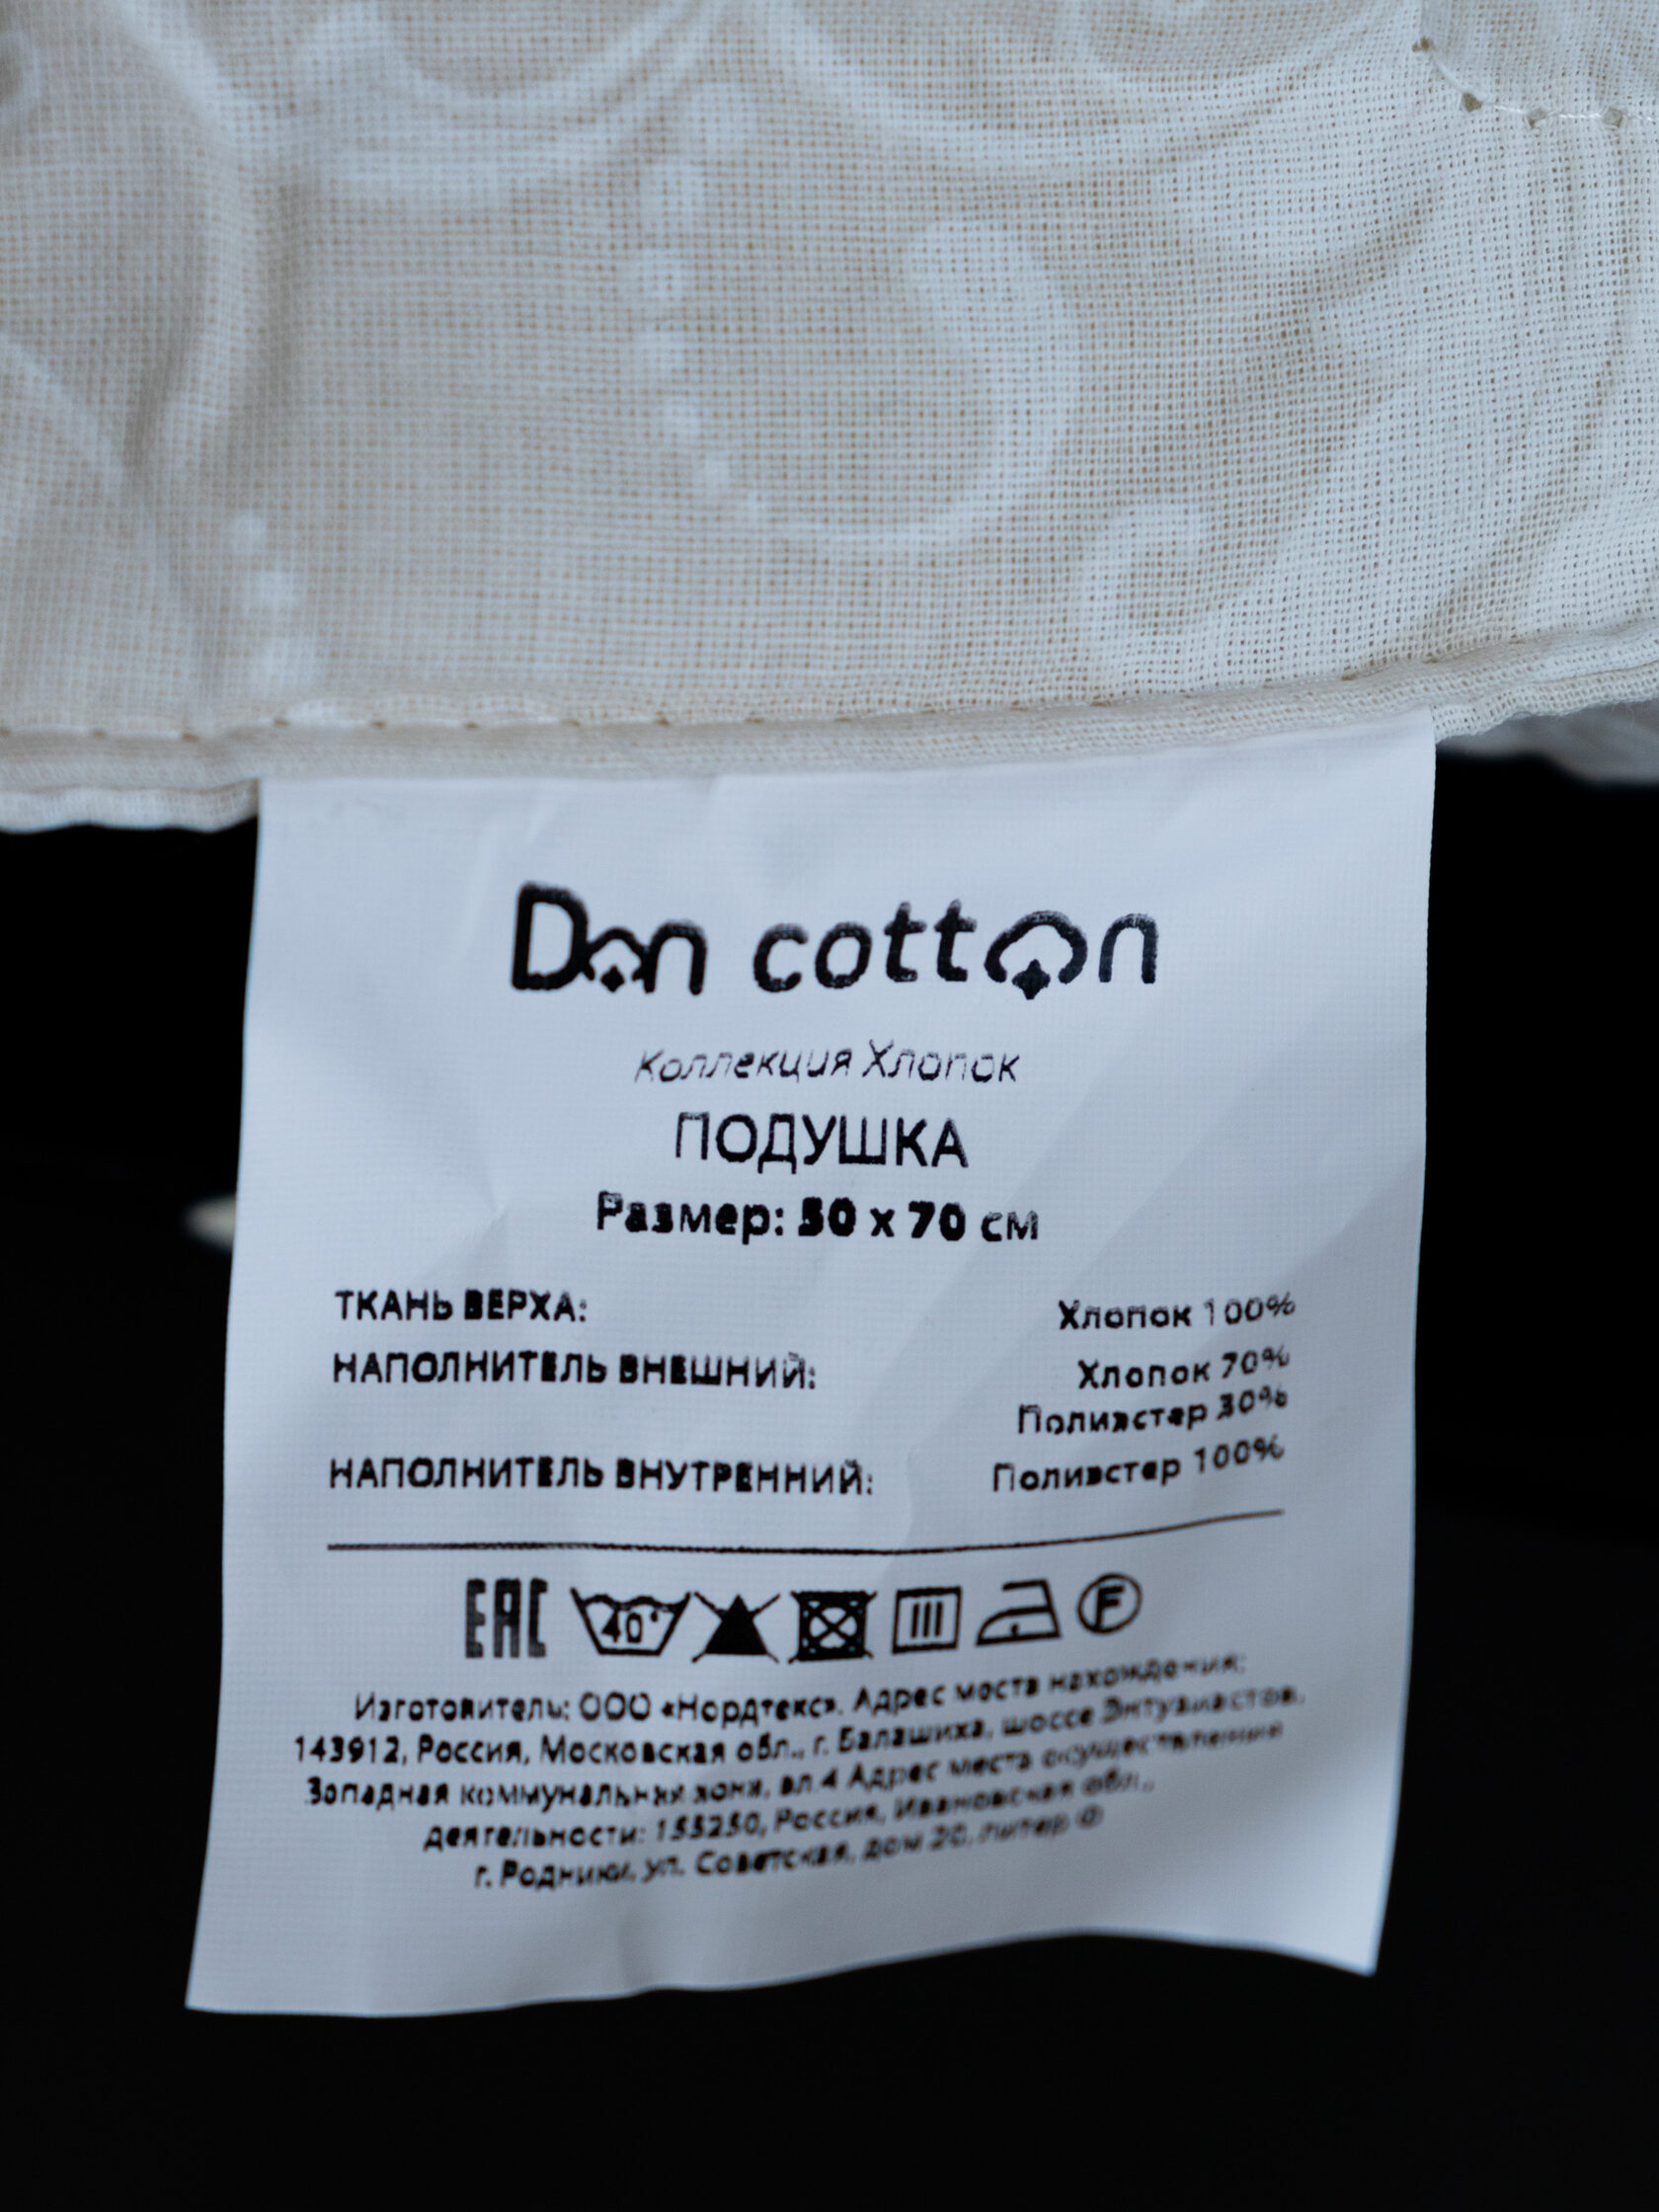 Don cotton
Коллекция Хлопок
ПОДУШКА
Размер: 50 x 70 см
ТКАНЬ ВЕРХА: Хлопок 100%
НАПОЛНИТЕЛЬ ВНЕШНИЙ: Хлопок 70%
Полиэстер 30%
НАПОЛНИТЕЛЬ ВНУТРЕННИЙ: Полиэстер 100%
ЕАС 40° F
Изготовитель: ООО «Нордтекс». Адрес места нахождения:
143912, Россия, Московская обл., г. Балашиха, шоссе Энтузиастов,
Западная коммунальная зона, вл.4 Адрес места осуществления
деятельности: 155250, Россия, Ивановская обл.,
г. Родники, ул. Советская, дом 20, литер Ф